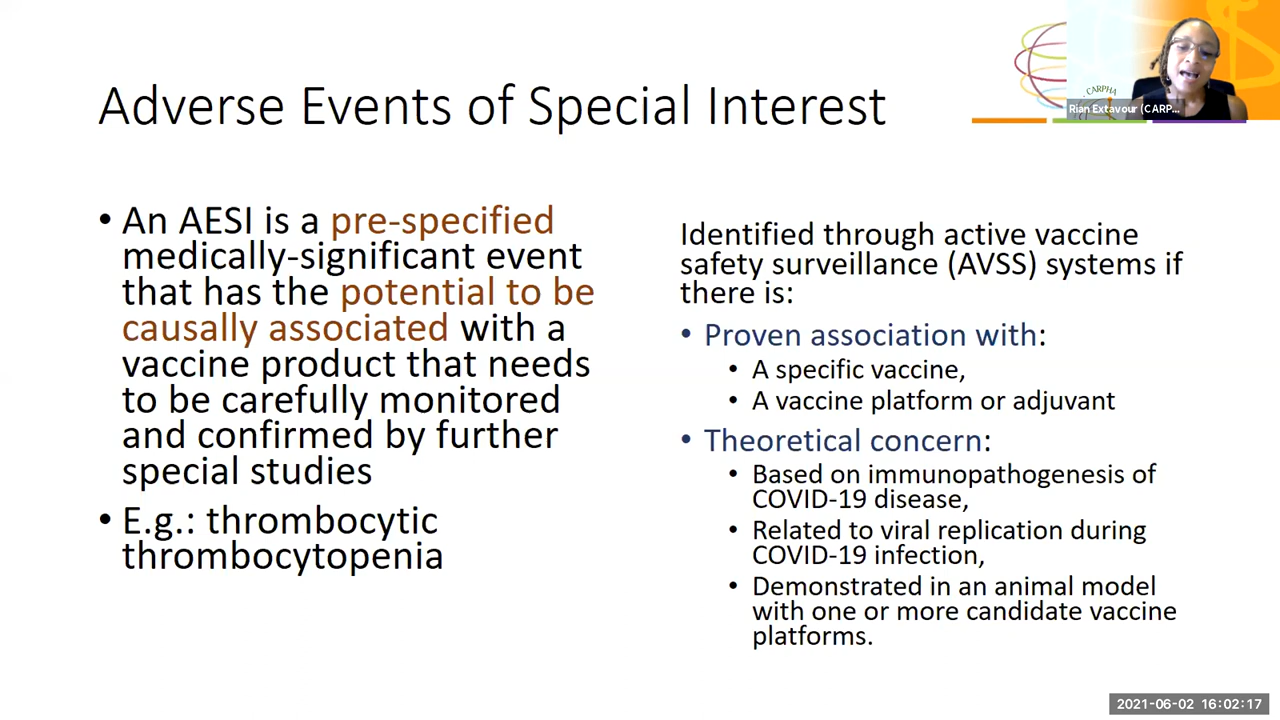 Adverse Events of Special Interest
CARPHA
Rian Extavour (CARP...
• An AESI is a pre-specified
medically-significant event
that has the potential to be
causally associated with a
vaccine product that needs
to be carefully monitored
and confirmed by further
special studies
• E.g.: thrombocytic
thrombocytopenia
Identified through active vaccine
safety surveillance (AVSS) systems if
there is:
• Proven association with:
• A specific vaccine,
• A vaccine platform or adjuvant
• Theoretical concern:
• Based on immunopathogenesis of
COVID-19 disease,
• Related to viral replication during
COVID-19 infection,
• Demonstrated in an animal model
with one or more candidate vaccine
platforms.
2021-06-02 16:02:17